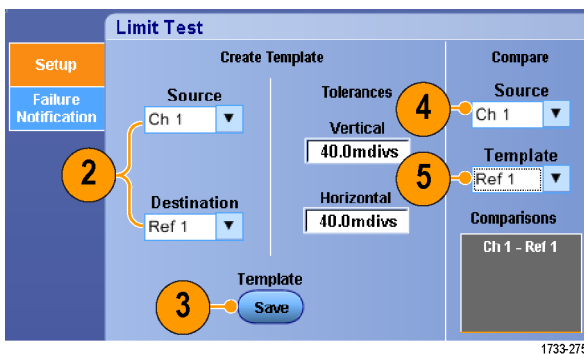 Limit Test
Setup
Failure
Notification
Create Template
Source
Ch 1
2
Destination
Ref 1
Tolerances
Vertical
40.0mdivs
Horizontal
40.0mdivs
Template
3
Save
Compare
4
Source
Ch 1
5
Template
Ref 1
Comparisons
Ch 1 - Ref 1
1733-275